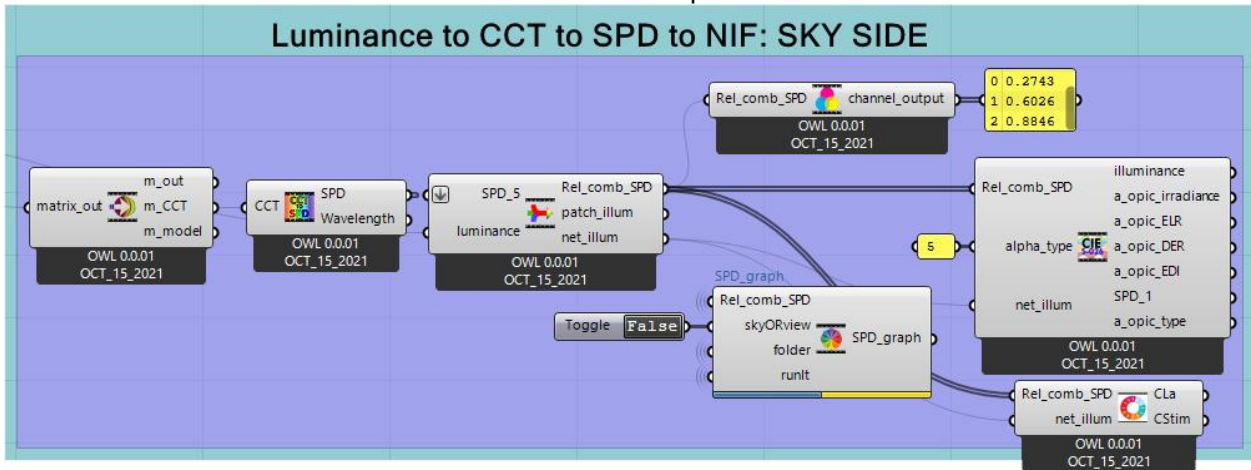 Luminance to CCT to SPD to NIF: SKY SIDE
Rel_comb_SPD channel_output
OWL 0.0.01
OCT_15_2021
0 0.2743
1 0.6026
2 0.8846
matrix_out
m_out
m_CCT
m_model
OWL 0.0.01
OCT_15_2021
CCT
CCT to SPD
SPD
Wavelength
OWL 0.0.01
OCT_15_2021
SPD_5
luminance
Rel_comb_SPD
patch_illum
net_illum
OWL 0.0.01
OCT_15_2021
Toggle False
SPD_graph
Rel_comb_SPD
skyORview
folder
runIt
SPD_graph
5
Rel_comb_SPD
alpha_type
net_illum
CIE
illuminance
a_opic_irradiance
a_opic_ELR
a_opic_DER
a_opic_EDI
SPD_1
a_opic_type
OWL 0.0.01
OCT_15_2021
Rel_comb_SPD
net_illum
CLa
CStim
OWL 0.0.01
OCT_15_2021